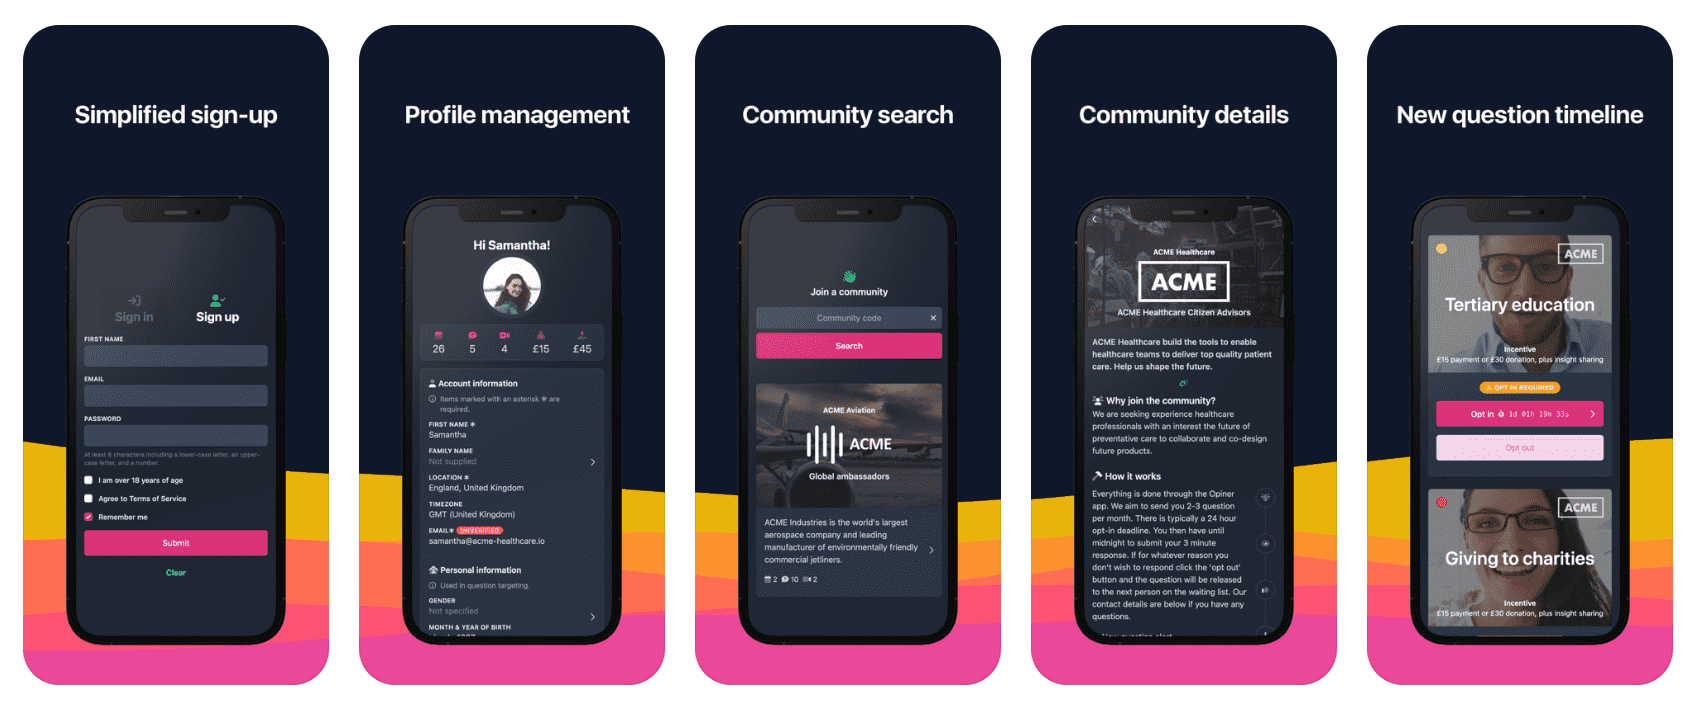 Simplified sign-up
Sign in
Sign up
FIRST NAME
EMAIL
PASSWORD
At least 8 characters including a lower-case letter, an upper-
case letter, and a number.
I am over 18 years of age
Agree to Terms of Service
Remember me
Submit
Clear
Profile management
Hi Samantha!
26 5 4 £15 £45
Account information
Items marked with an asterisk * are
required.
FIRST NAME *
Samantha
FAMILY NAME
Not supplied
LOCATION *
England, United Kingdom
TIMEZONE
GMT (United Kingdom)
EMAIL * UNVERIFIED
samantha@acme-healthcare.io
Personal information
Used in question targeting.
GENDER
Not specified
MONTH & YEAR OF BIRTH
Community search
Join a community
Community code
Search
ACME Aviation
ACME
Global ambassadors
ACME Industries is the world's largest
aerospace company and leading
manufacturer of environmentally friendly
commercial jetliners.
2 10 2
Community details
ACME Healthcare
ACME
ACME Healthcare Citizen Advisors
ACME Healthcare build the tools to enable
healthcare teams to deliver top quality patient
care. Help us shape the future.
Why join the community?
We are seeking experience healthcare
professionals with an interest the future of
preventative care to collaborate and co-design
future products.
How it works
Everything is done through the Opiner
app. We aim to send you 2-3 question
per month. There is typically a 24 hour
opt-in deadline. You then have until
midnight to submit your 3 minute
response. If for whatever reason you
don't wish to respond click the 'opt out'
button and the question will be released
to the next person on the waiting list. Our
contact details are below if you have any
questions.
New question timeline
ACME
Tertiary education
Incentive
£15 payment or £30 donation, plus insight sharing
OPT IN REQUIRED
Opt in 1d 01h 19m 33s
Opt out
ACME
Giving to charities
Incentive
£15 payment or £30 donation, plus insight sharing